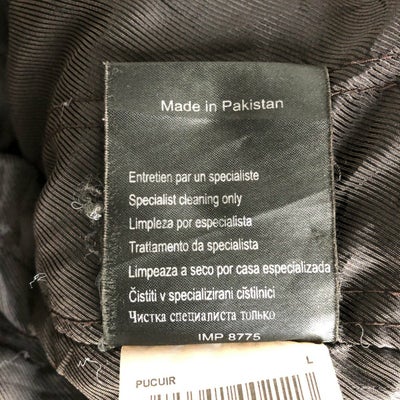 Made in Pakistan
Entretien par un specialiste
Specialist cleaning only
Limpieza por especialista
Trattamento da specialista
Limpeaza a seco por casa especializada
Čistiti v specializirani cĭstilnici
Чистка специалиста только
IMP 8775
PUCUIR
L